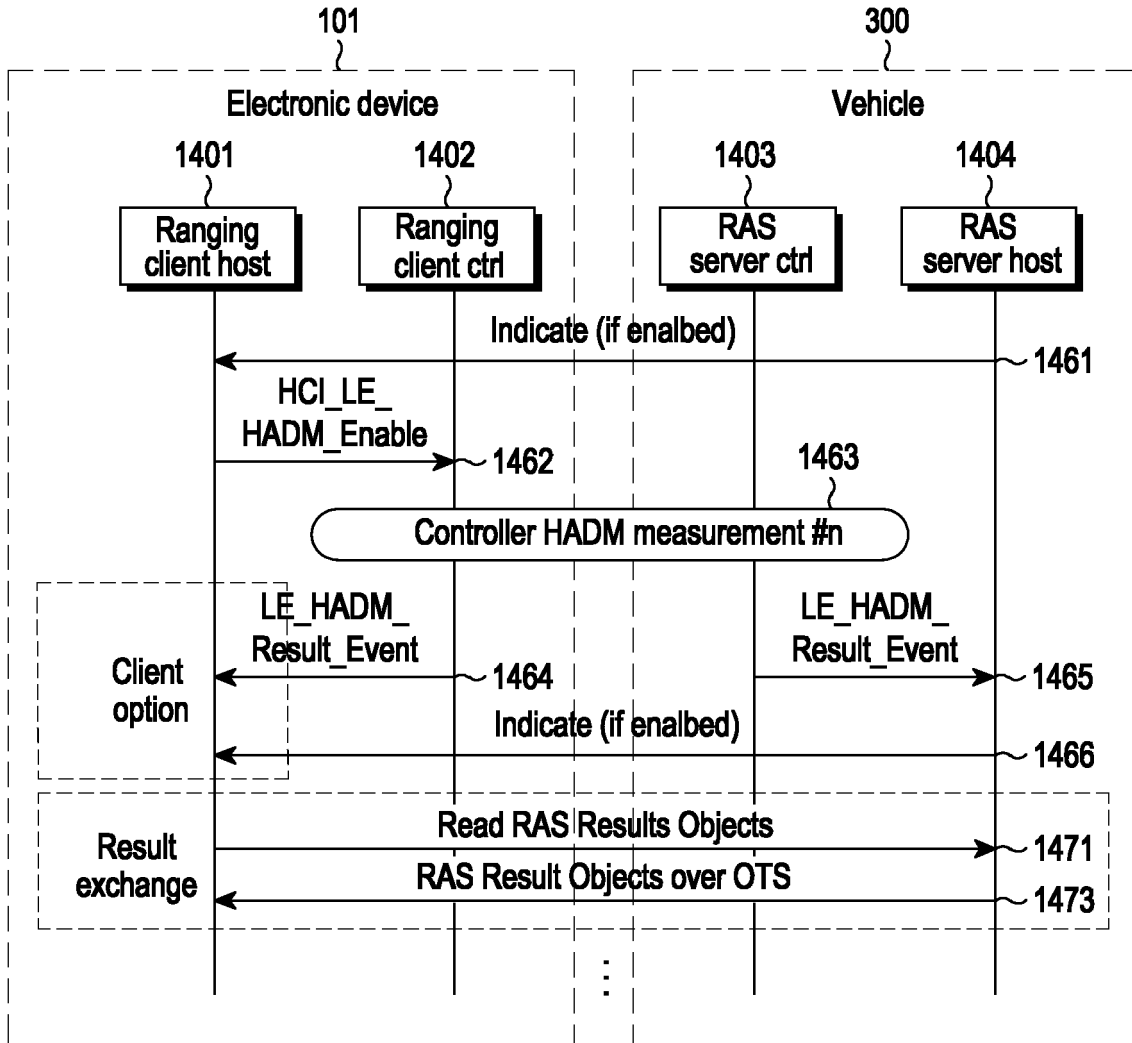 101
300
Electronic device
Vehicle
1401
1402
1403
1404
Ranging
client host
Ranging
client ctrl
RAS
server ctrl
RAS
server host
Indicate (if enalbed)
1461
HCI_LE_
HADM_Enable
1462
1463
Controller HADM measurement #n
LE_HADM_
Result_Event
LE_HADM_
Result_Event
Client
option
1464
1465
Indicate (if enalbed)
1466
Result
exchange
Read RAS Results Objects
1471
RAS Result Objects over OTS
1473